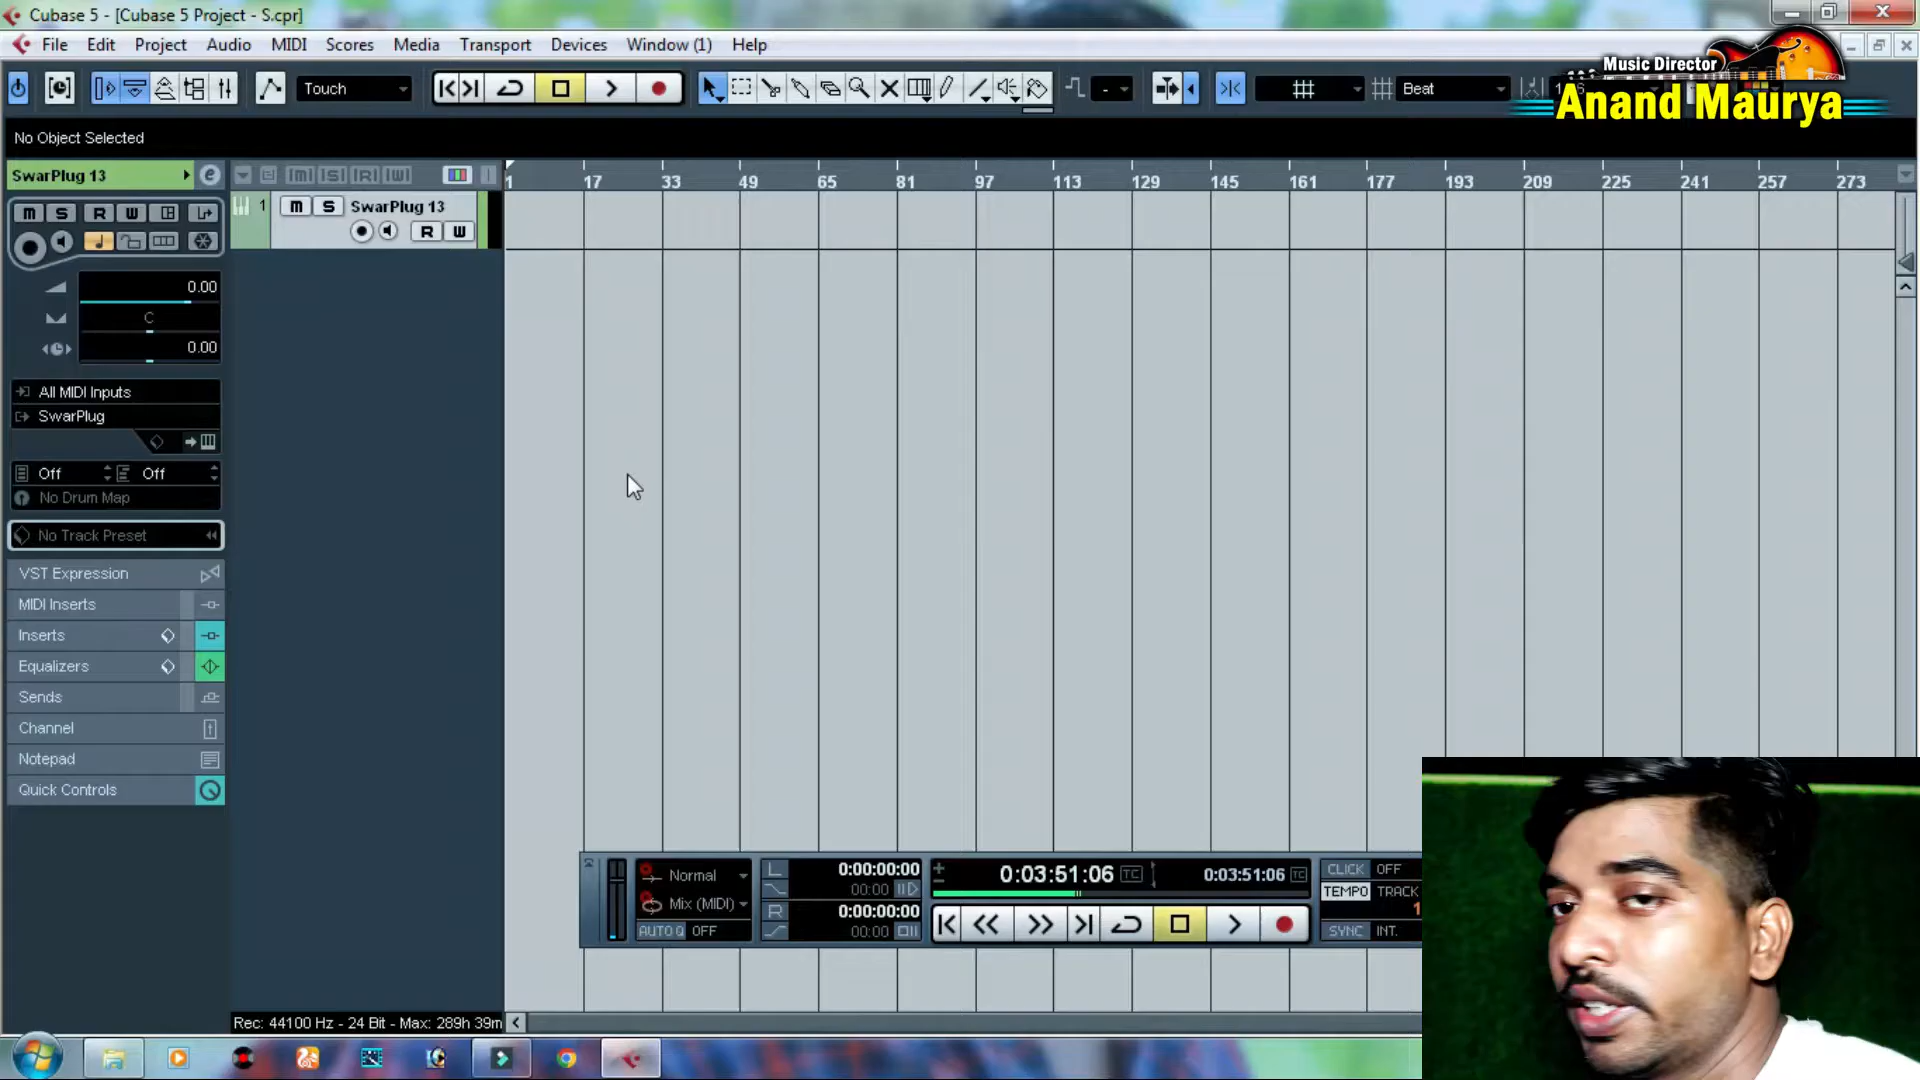 Cubase 5 - [Cubase 5 Project - S.cpr]
File Edit Project Audio MIDI Scores Media Transport Devices Window (1) Help
Music Director
Anand Maurya
Touch
- Beat
No Object Selected
SwarPlug 13 e
M S R W
1 M S SwarPlug 13
R W
1 17 33 49 65 81 97 113 129 145 161 177 193 209 225 241 257 273
M S R W
0.00
C
0.00
All MIDI Inputs
SwarPlug
Off Off
No Drum Map
No Track Preset
VST Expression
MIDI Inserts
Inserts
Equalizers
Sends
Channel
Notepad
Quick Controls
Normal
Mix (MIDI)
AUTO Q OFF
L 0:00:00:00
00:00
R 0:00:00:00
00:00
0:03:51:06 TC 0:03:51:06 TC
CLICK OFF
TEMPO TRACK
SYNC INT.
Rec: 44100 Hz - 24 Bit - Max: 289h 39m